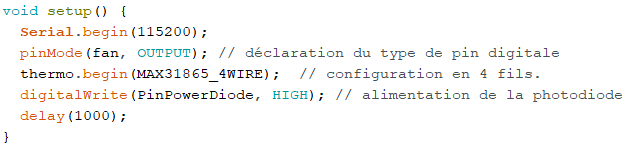 void setup() {
  Serial.begin(115200);
  pinMode(fan, OUTPUT); // déclaration du type de pin digitale
  thermo.begin(MAX31865_4WIRE);  // configuration en 4 fils.
  digitalWrite(PinPowerDiode, HIGH); // alimentation de la photodiode
  delay(1000);
}